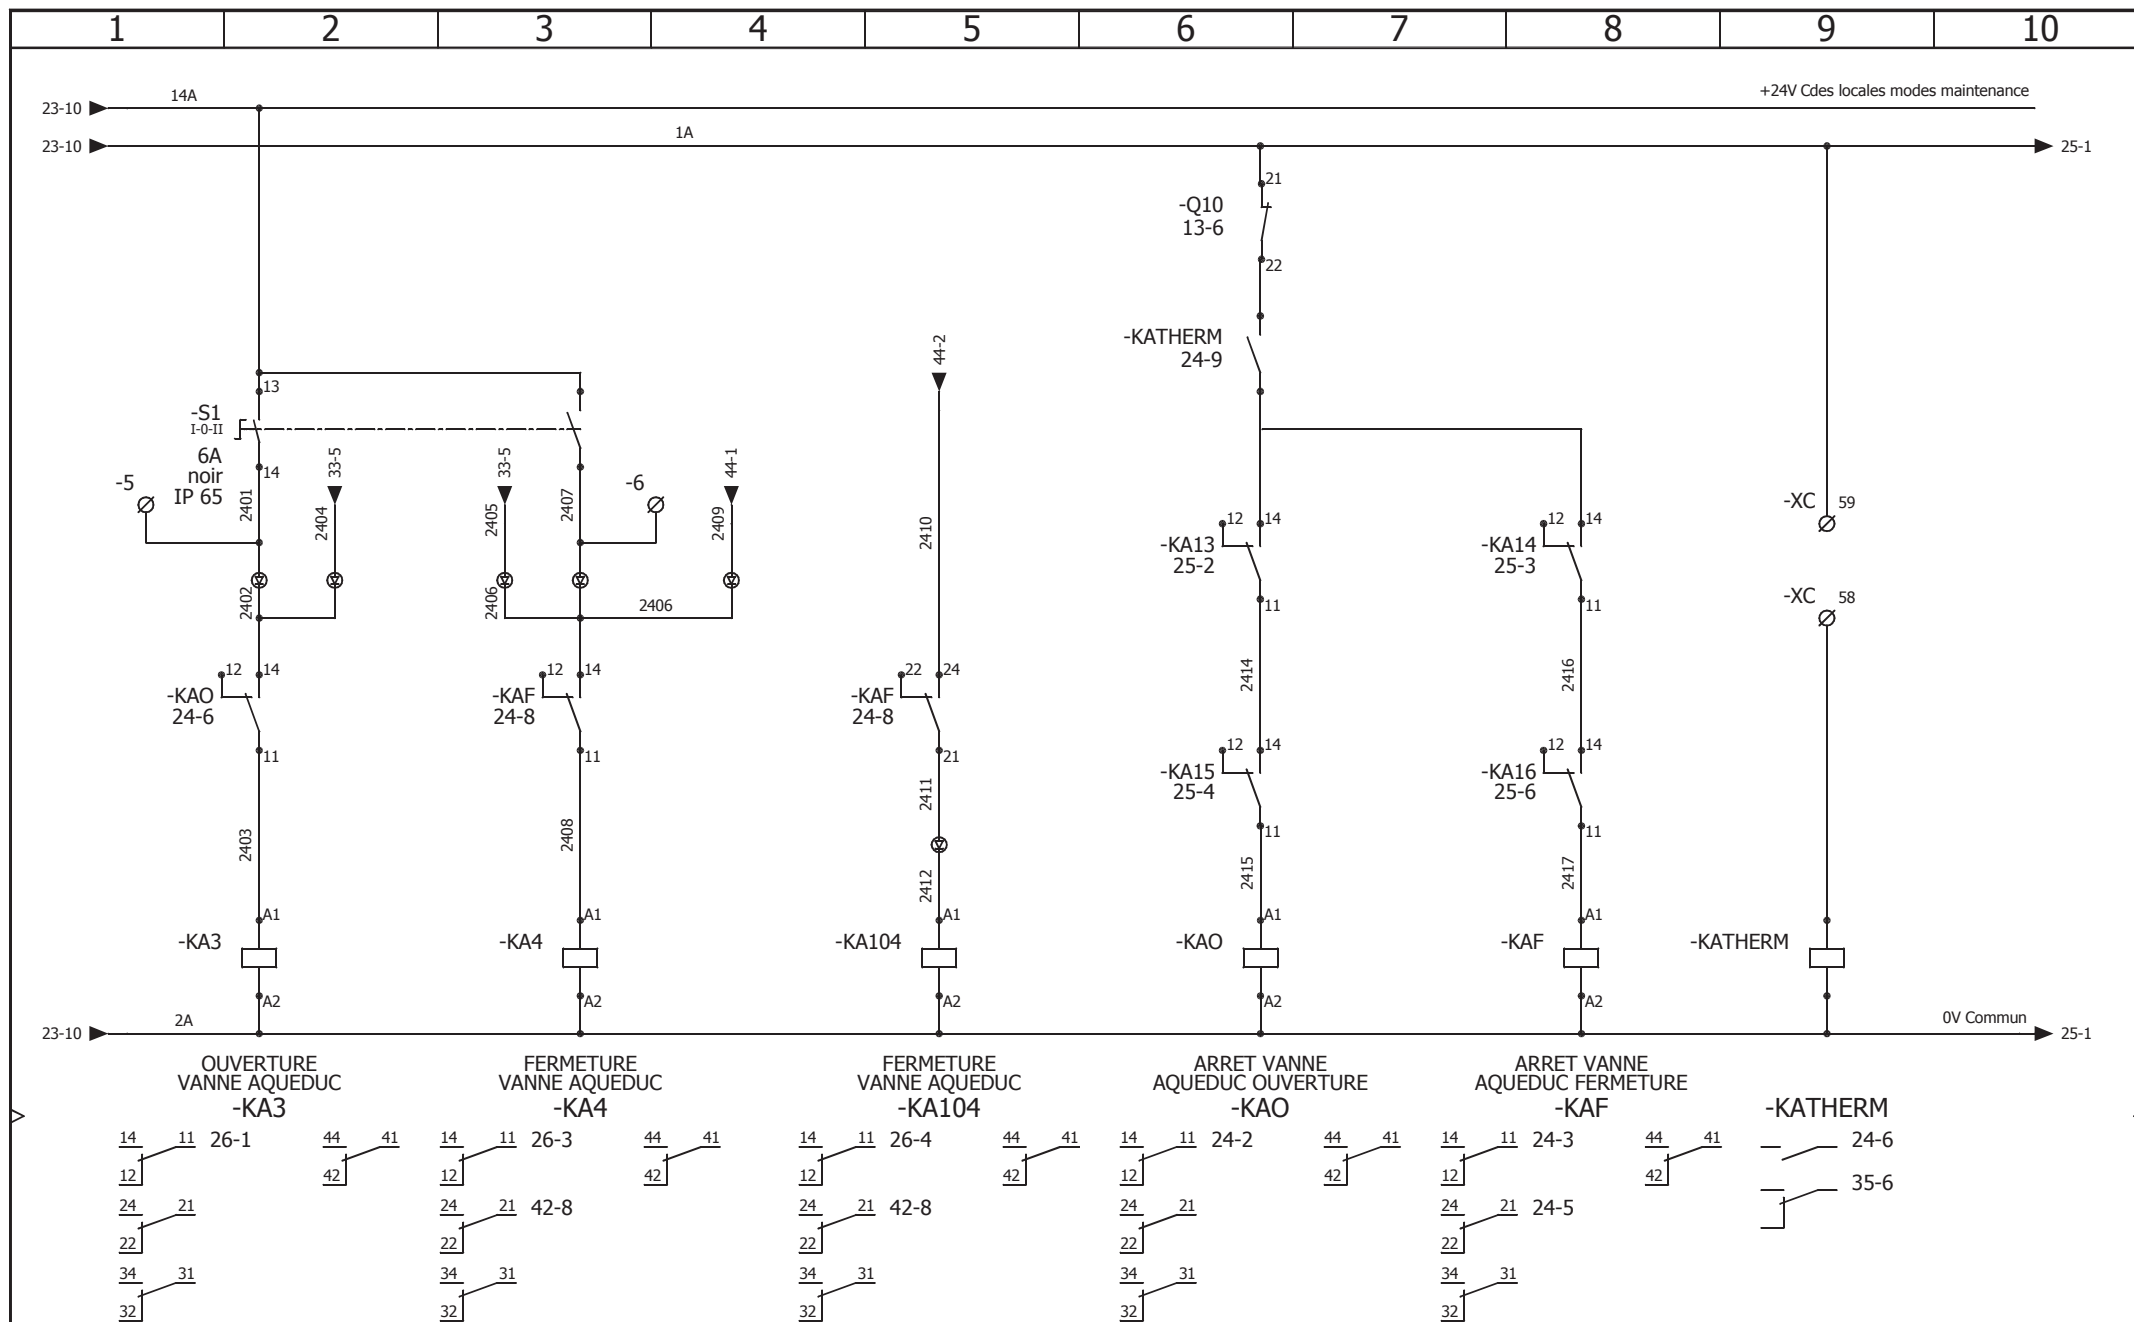 1 2 3 4 5 6 7 8 9 10
14A
+24V Cdes locales modes maintenance
23-10
1A
23-10 25-1
21
-Q10
13-6
22
-KATHERM
24-9
44-2
13
-S1
I-0-II
6A
noir
IP 65
14
-5
2401
33-5
2404
33-5
2405
2407
-6
44-1
2409
2410
-XC 59
12 14
-KA13
25-2
11
12 14
-KA14
25-3
11
2402
2406
2406
-XC 58
12 14
-KAO
24-6
11
12 14
-KAF
24-8
11
22 24
-KAF
24-8
21
2414
2416
12 14
-KA15
25-4
11
12 14
-KA16
25-6
11
2403
2408
2411
2412
2415
2417
A1 A1 A1 A1 A1
-KA3 -KA4 -KA104 -KAO -KAF -KATHERM
A2 A2 A2 A2 A2
2A
0V Commun
23-10 25-1
OUVERTURE
VANNE AQUEDUC
-KA3
FERMETURE
VANNE AQUEDUC
-KA4
FERMETURE
VANNE AQUEDUC
-KA104
ARRET VANNE
AQUEDUC OUVERTURE
-KAO
ARRET VANNE
AQUEDUC FERMETURE
-KAF
-KATHERM
14 11 26-1 44 41 14 11 26-3 44 41 14 11 26-4 44 41 14 11 24-2 44 41 14 11 24-3 44 41 24-6
12 42 12 42 12 42 12 42 12 42
35-6
24 21 24 21 42-8 24 21 42-8 24 21 24 21 24-5
22 22 22 22 22
34 31 34 31 34 31 34 31 34 31
32 32 32 32 32